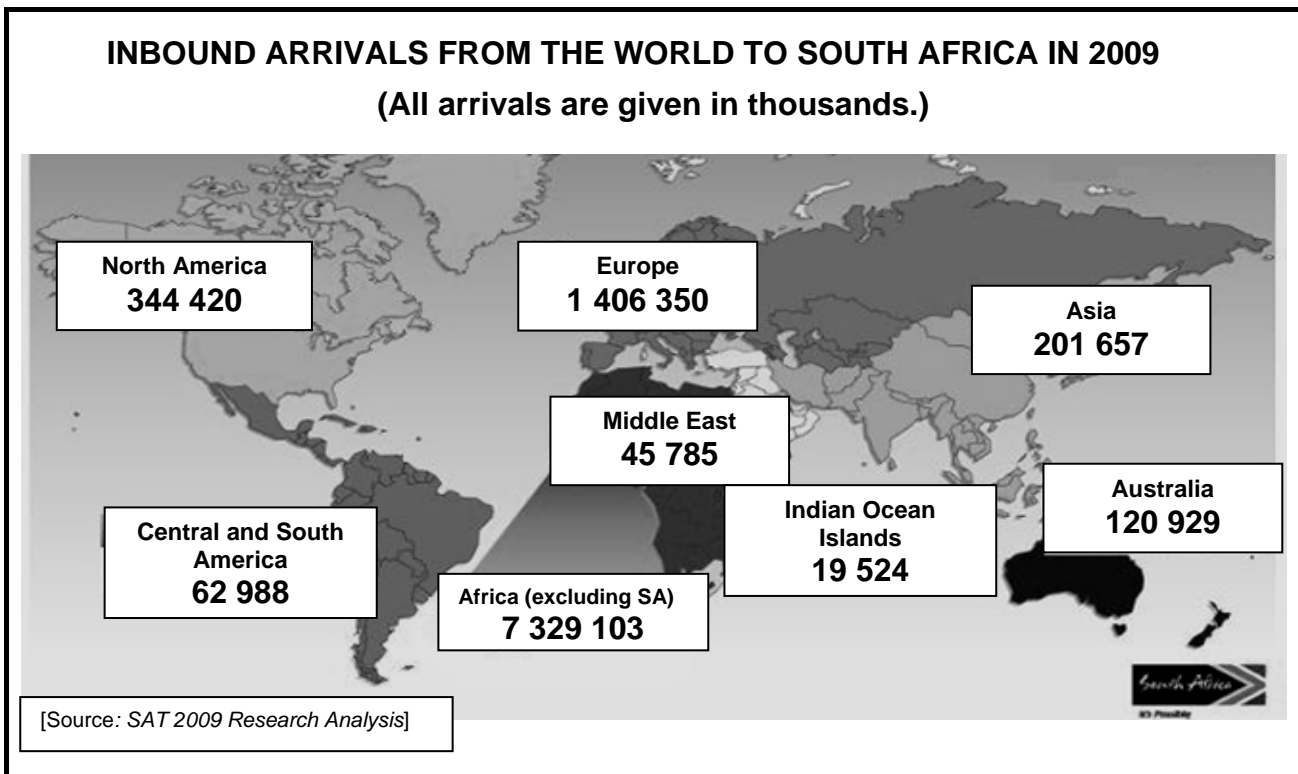 INBOUND ARRIVALS FROM THE WORLD TO SOUTH AFRICA IN 2009
(All arrivals are given in thousands.)
North America
344 420
Europe
1 406 350
Asia
201 657
Middle East
45 785
Australia
120 929
Indian Ocean
Islands
19 524
Central and South
America
62 988
Africa (excluding SA)
7 329 103
South Africa
It's Possible
[Source: SAT 2009 Research Analysis]